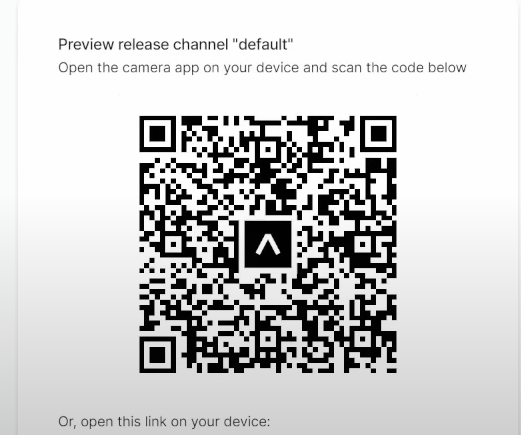 Preview release channel "default"
Open the camera app on your device and scan the code below
Or, open this link on your device: